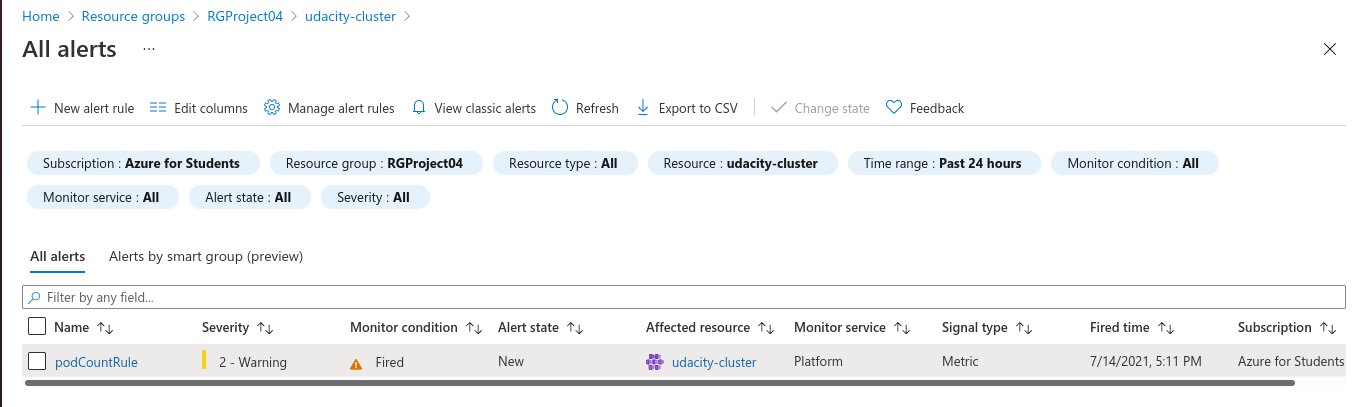 Home > Resource groups > RGProject04 > udacity-cluster >
All alerts ...
New alert rule Edit columns Manage alert rules View classic alerts Refresh Export to CSV Change state Feedback
Subscription : Azure for Students Resource group : RGProject04 Resource type : All Resource : udacity-cluster Time range : Past 24 hours Monitor condition : All
Monitor service : All Alert state : All Severity : All
All alerts Alerts by smart group (preview)
Filter by any field...
Name Severity Monitor condition Alert state Affected resource Monitor service Signal type Fired time Subscription
podCountRule 2 - Warning Fired New udacity-cluster Platform Metric 7/14/2021, 5:11 PM Azure for Students